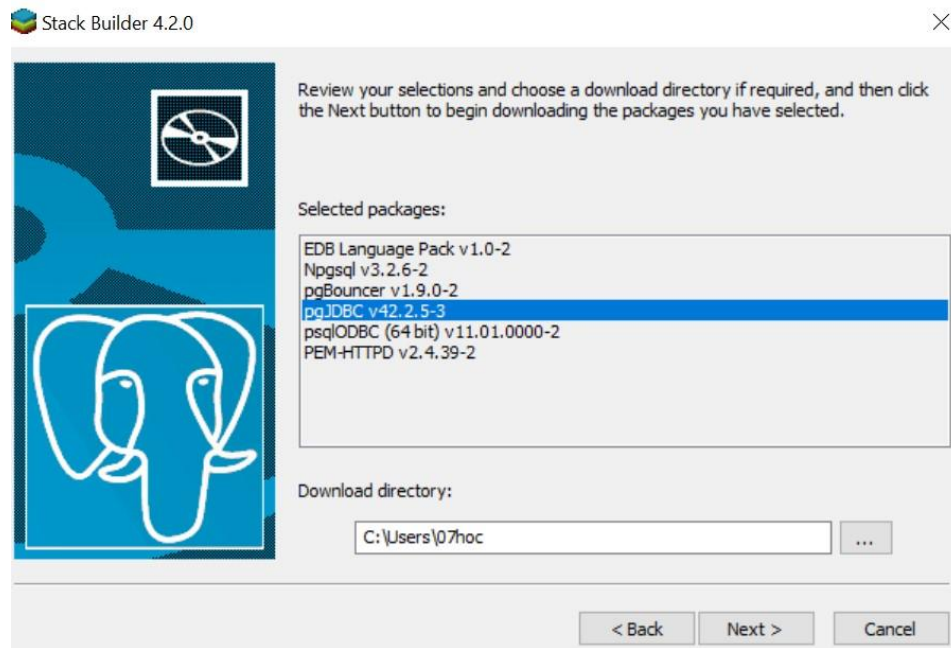 Stack Builder 4.2.0
Review your selections and choose a download directory if required, and then click
the Next button to begin downloading the packages you have selected.
Selected packages:
EDB Language Pack v1.0-2
Npgsql v3.2.6-2
pgBouncer v1.9.0-2
pgJDBC v42.2.5-3
psqlODBC (64 bit) v11.01.0000-2
PEM-HTTPD v2.4.39-2
Download directory:
C:\Users\07hoc
...
< Back
Next >
Cancel